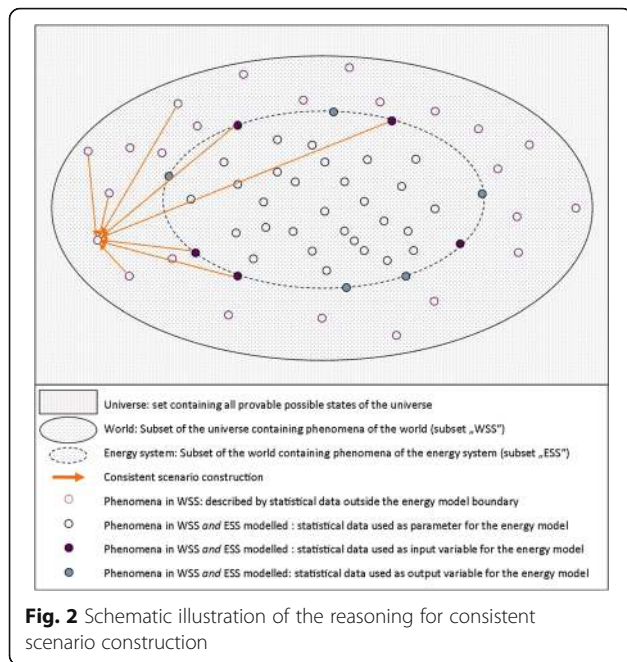 Universe: set containing all provable possible states of the universe
World: Subset of the universe containing phenomena of the world (subset „WSS”)
Energy system: Subset of the world containing phenomena of the energy system (subset „ESS”)
Consistent scenario construction
Phenomena in WSS: described by statistical data outside the energy model boundary
Phenomena in WSS and ESS modelled : statistical data used as parameter for the energy model
Phenomena in WSS and ESS modelled : statistical data used as input variable for the energy model
Phenomena in WSS and ESS modelled: statistical data used as output variable for the energy model
Fig. 2 Schematic illustration of the reasoning for consistent
scenario construction